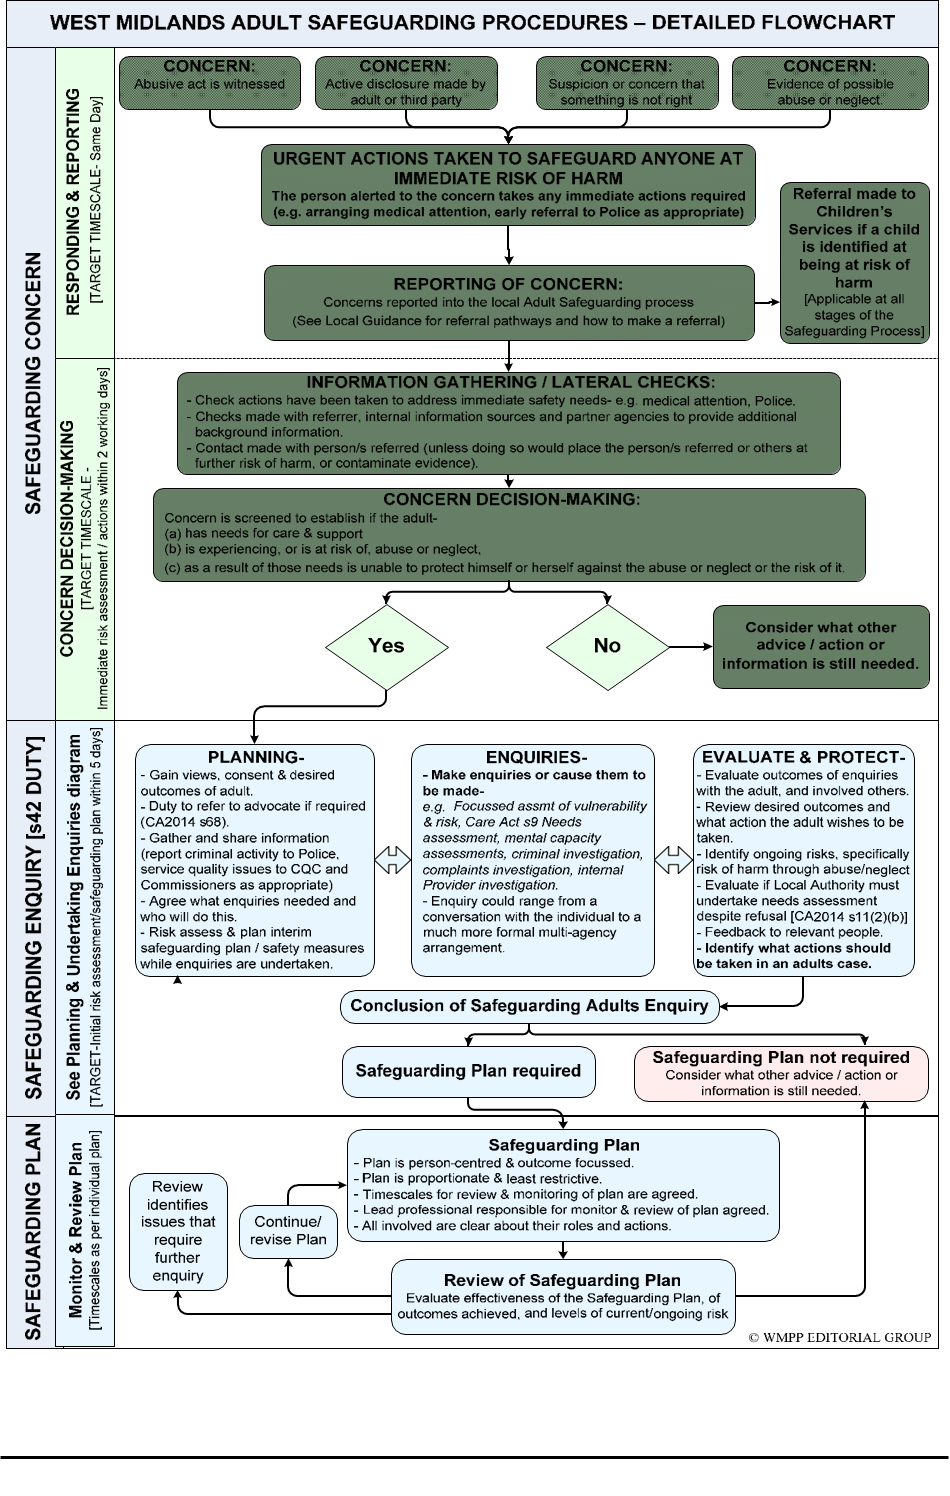 WEST MIDLANDS ADULT SAFEGUARDING PROCEDURES – DETAILED FLOWCHART
SAFEGUARDING CONCERN
RESPONDING & REPORTING
[TARGET TIMESCALE- Same Day]
CONCERN:
Abusive act is witnessed
CONCERN:
Active disclosure made by
adult or third party
CONCERN:
Suspicion or concern that
something is not right
CONCERN:
Evidence of possible
abuse or neglect.
URGENT ACTIONS TAKEN TO SAFEGUARD ANYONE AT
IMMEDIATE RISK OF HARM
The person alerted to the concern takes any immediate actions required
(e.g. arranging medical attention, early referral to Police as appropriate)
Referral made to
Children's
Services if a child
is identified at
being at risk of
harm
[Applicable at all
stages of the
Safeguarding Process]
REPORTING OF CONCERN:
Concerns reported into the local Adult Safeguarding process
(See Local Guidance for referral pathways and how to make a referral)
CONCERN DECISION-MAKING
[TARGET TIMESCALE -
Immediate risk assessment / actions within 2 working days]
INFORMATION GATHERING / LATERAL CHECKS:
- Check actions have been taken to address immediate safety needs- e.g. medical attention, Police.
- Checks made with referrer, internal information sources and partner agencies to provide additional
background information.
- Contact made with person/s referred (unless doing so would place the person/s referred or others at
further risk of harm, or contaminate evidence).
CONCERN DECISION-MAKING:
Concern is screened to establish if the adult-
(a) has needs for care & support
(b) is experiencing, or is at risk of, abuse or neglect,
(c) as a result of those needs is unable to protect himself or herself against the abuse or neglect or the risk of it.
Yes
No
Consider what other
advice / action or
information is still needed.
SAFEGUARDING ENQUIRY [s42 DUTY]
See Planning & Undertaking Enquiries diagram
[TARGET-Initial risk assessment/safeguarding plan within 5 days]
PLANNING-
- Gain views, consent & desired
outcomes of adult.
- Duty to refer to advocate if required
(CA2014 s68).
- Gather and share information
(report criminal activity to Police,
service quality issues to CQC and
Commissioners as appropriate)
- Agree what enquiries needed and
who will do this.
- Risk assess & plan interim
safeguarding plan / safety measures
while enquiries are undertaken.
ENQUIRIES-
- Make enquiries or cause them to
be made-
e.g. Focussed assmt of vulnerability
& risk, Care Act s9 Needs
assessment, mental capacity
assessments, criminal investigation,
complaints investigation, internal
Provider investigation.
- Enquiry could range from a
conversation with the individual to a
much more formal multi-agency
arrangement.
EVALUATE & PROTECT-
- Evaluate outcomes of enquiries
with the adult, and involved others.
- Review desired outcomes and
what action the adult wishes to be
taken.
- Identify ongoing risks, specifically
risk of harm through abuse/neglect
- Evaluate if Local Authority must
undertake needs assessment
despite refusal [CA2014 s11(2)(b)]
- Feedback to relevant people.
- Identify what actions should
be taken in an adults case.
Conclusion of Safeguarding Adults Enquiry
Safeguarding Plan required
Safeguarding Plan not required
Consider what other advice / action or
information is still needed.
SAFEGUARDING PLAN
Monitor & Review Plan
[Timescales as per individual plan]
Safeguarding Plan
- Plan is person-centred & outcome focussed.
- Plan is proportionate & least restrictive.
- Timescales for review & monitoring of plan are agreed.
- Lead professional responsible for monitor & review of plan agreed.
- All involved are clear about their roles and actions.
Review
identifies
issues that
require
further
enquiry
Continue/
revise Plan
Review of Safeguarding Plan
Evaluate effectiveness of the Safeguarding Plan, of
outcomes achieved, and levels of current/ongoing risk
© WMPP EDITORIAL GROUP